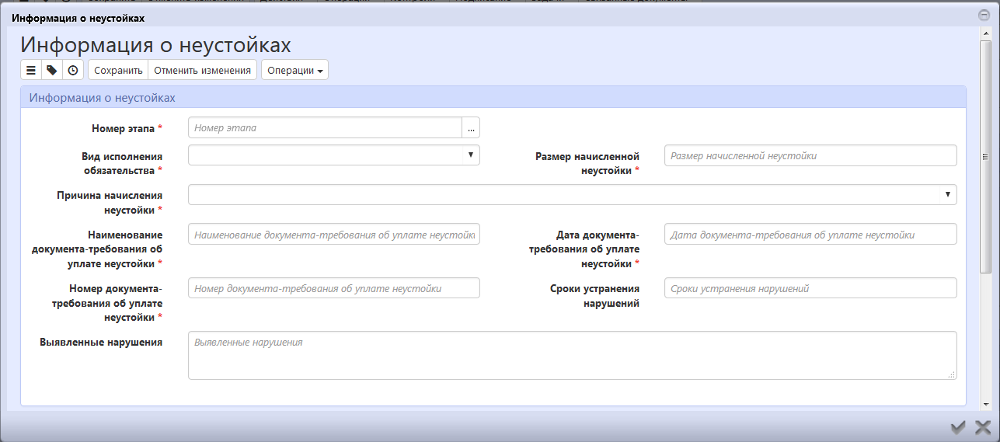 Информация о неустойках
Информация о неустойках
Сохранить Отменить изменения Операции
Информация о неустойках
Номер этапа * Номер этапа ...
Вид исполнения
обязательства *
Размер начисленной
неустойки *
Размер начисленной неустойки
Причина начисления
неустойки *
Наименование
документа-требования об
уплате неустойки *
Наименование документа-требования об уплате неустойки
Дата документа-
требования об уплате
неустойки *
Дата документа-требования об уплате неустойки
Номер документа-
требования об уплате
неустойки *
Номер документа-требования об уплате неустойки
Сроки устранения
нарушений
Сроки устранения нарушений
Выявленные нарушения
Выявленные нарушения